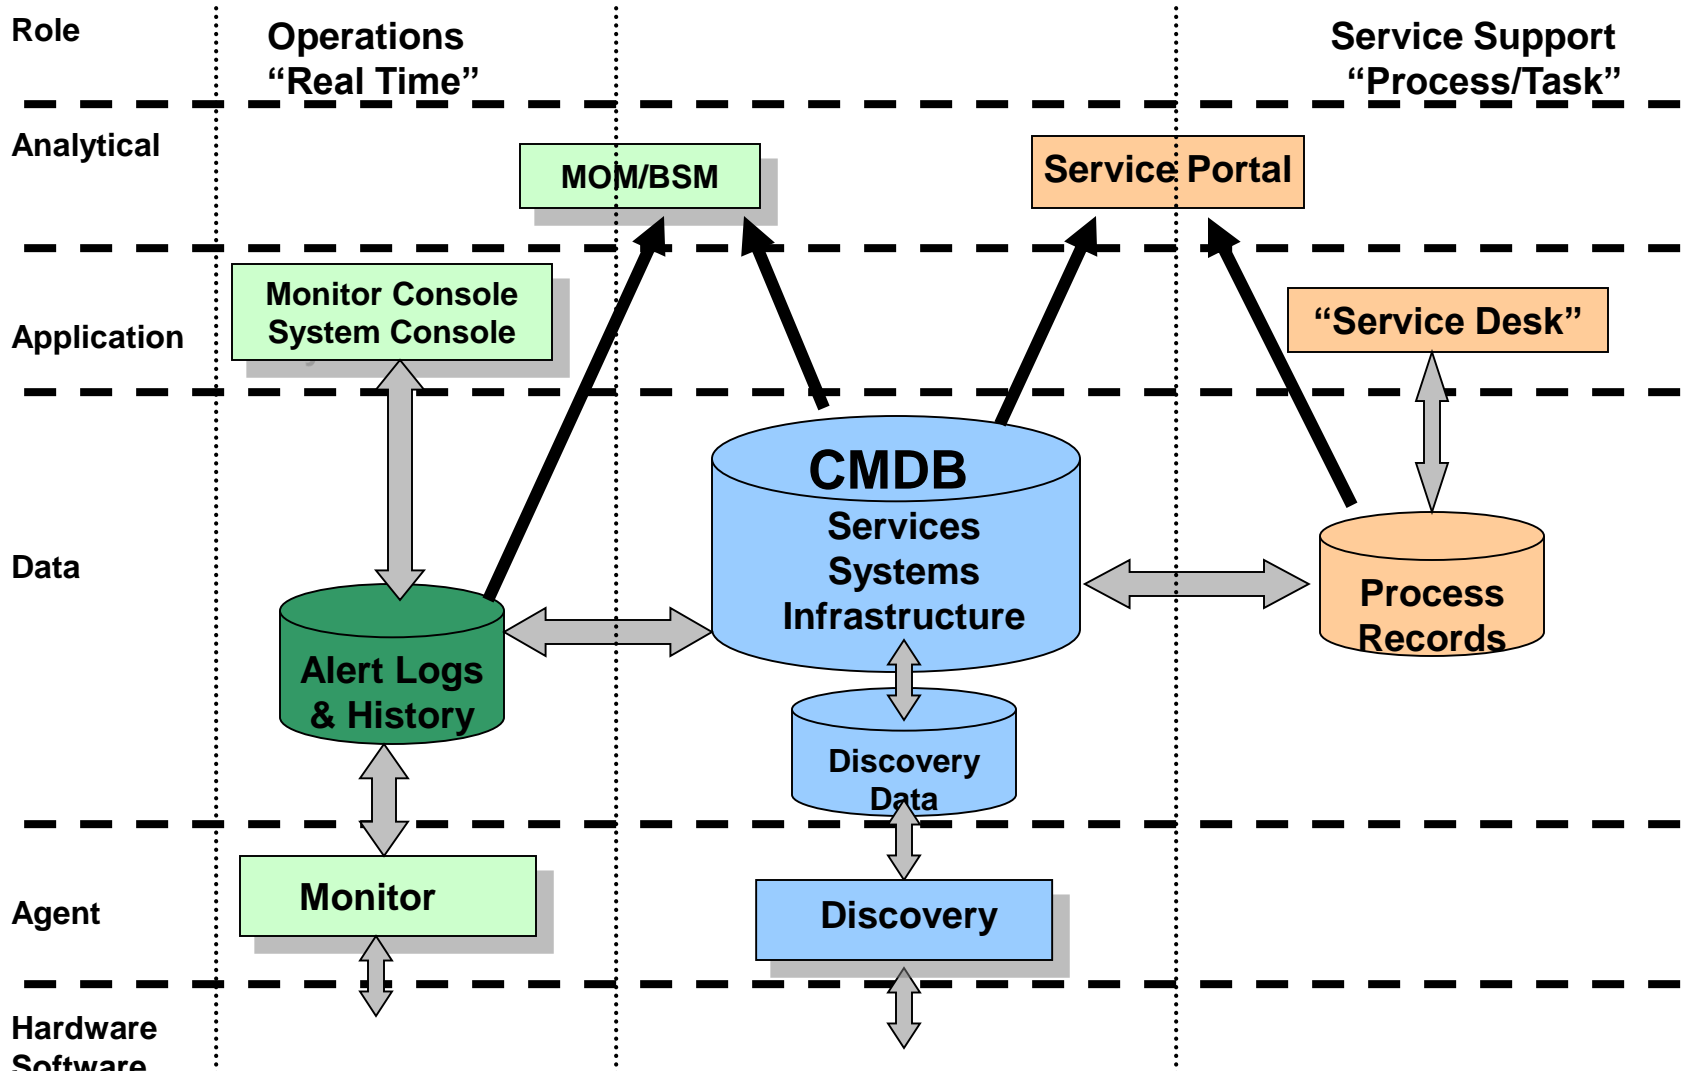 Role
Operations
“Real Time”
Service Support
“Process/Task”
Analytical
MOM/BSM
Service Portal
Application
Monitor Console
System Console
“Service Desk”
Data
CMDB
Services
Systems
Infrastructure
Alert Logs
& History
Process
Records
Discovery
Data
Agent
Monitor
Discovery
Hardware
Software